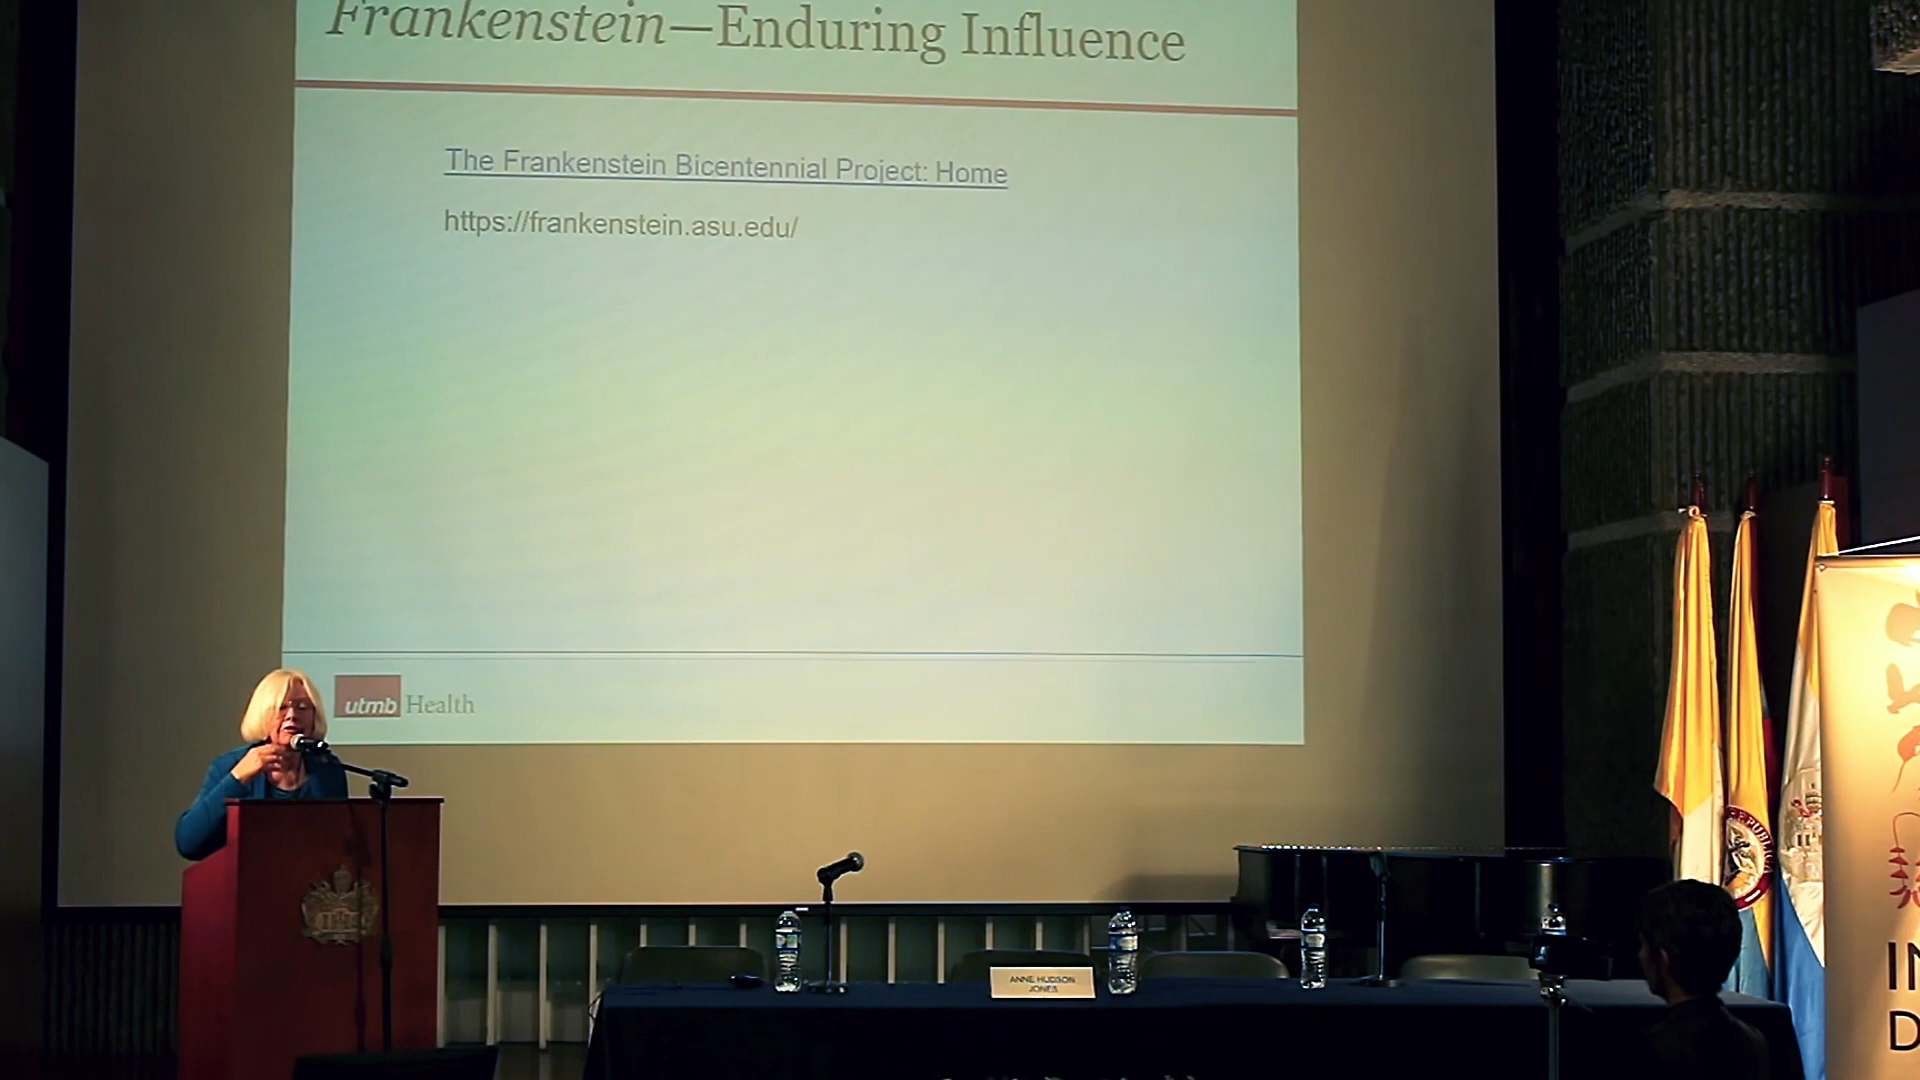 Frankenstein—Enduring Influence
The Frankenstein Bicentennial Project: Home
https://frankenstein.asu.edu/
utmb Health
ANNE HUDSON
JONES